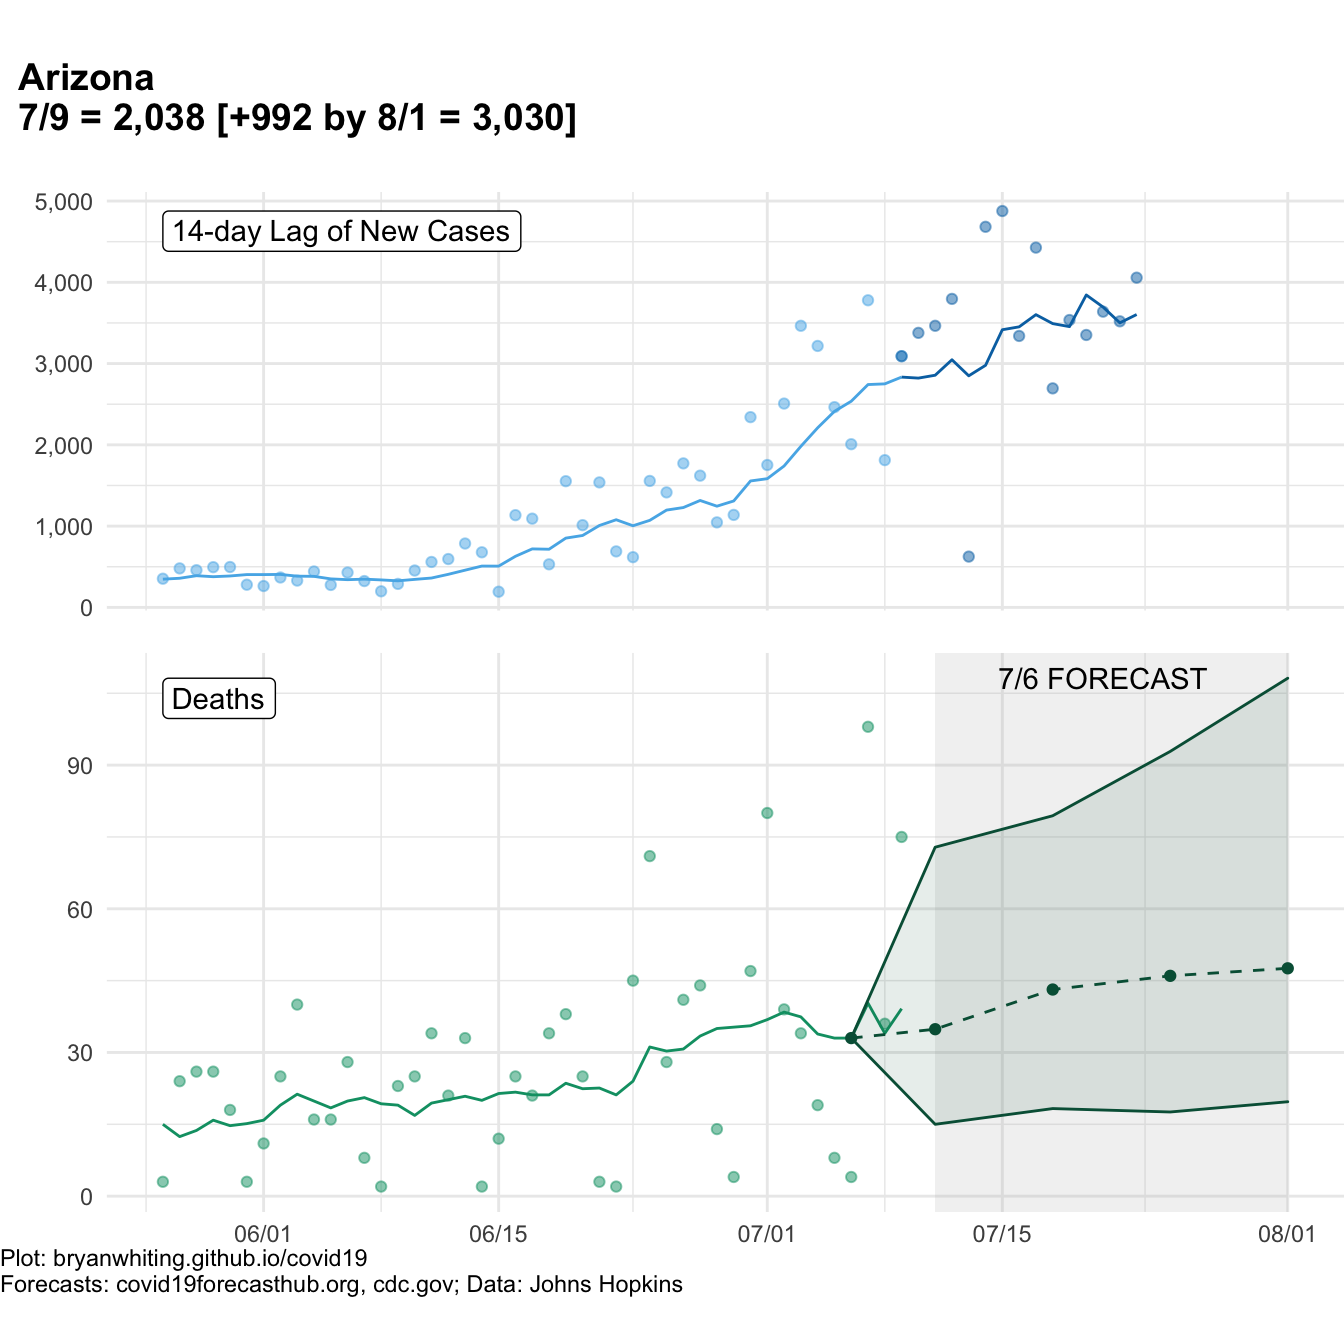 Arizona
7/9 = 2,038 [+992 by 8/1 = 3,030]
5,000
14-day Lag of New Cases
4,000
3,000
2,000
1,000
0
7/6 FORECAST
Deaths
90
60
30
0
06/01 06/15 07/01 07/15 08/01
Plot: bryanwhiting.github.io/covid19
Forecasts: covid19forecasthub.org, cdc.gov; Data: Johns Hopkins